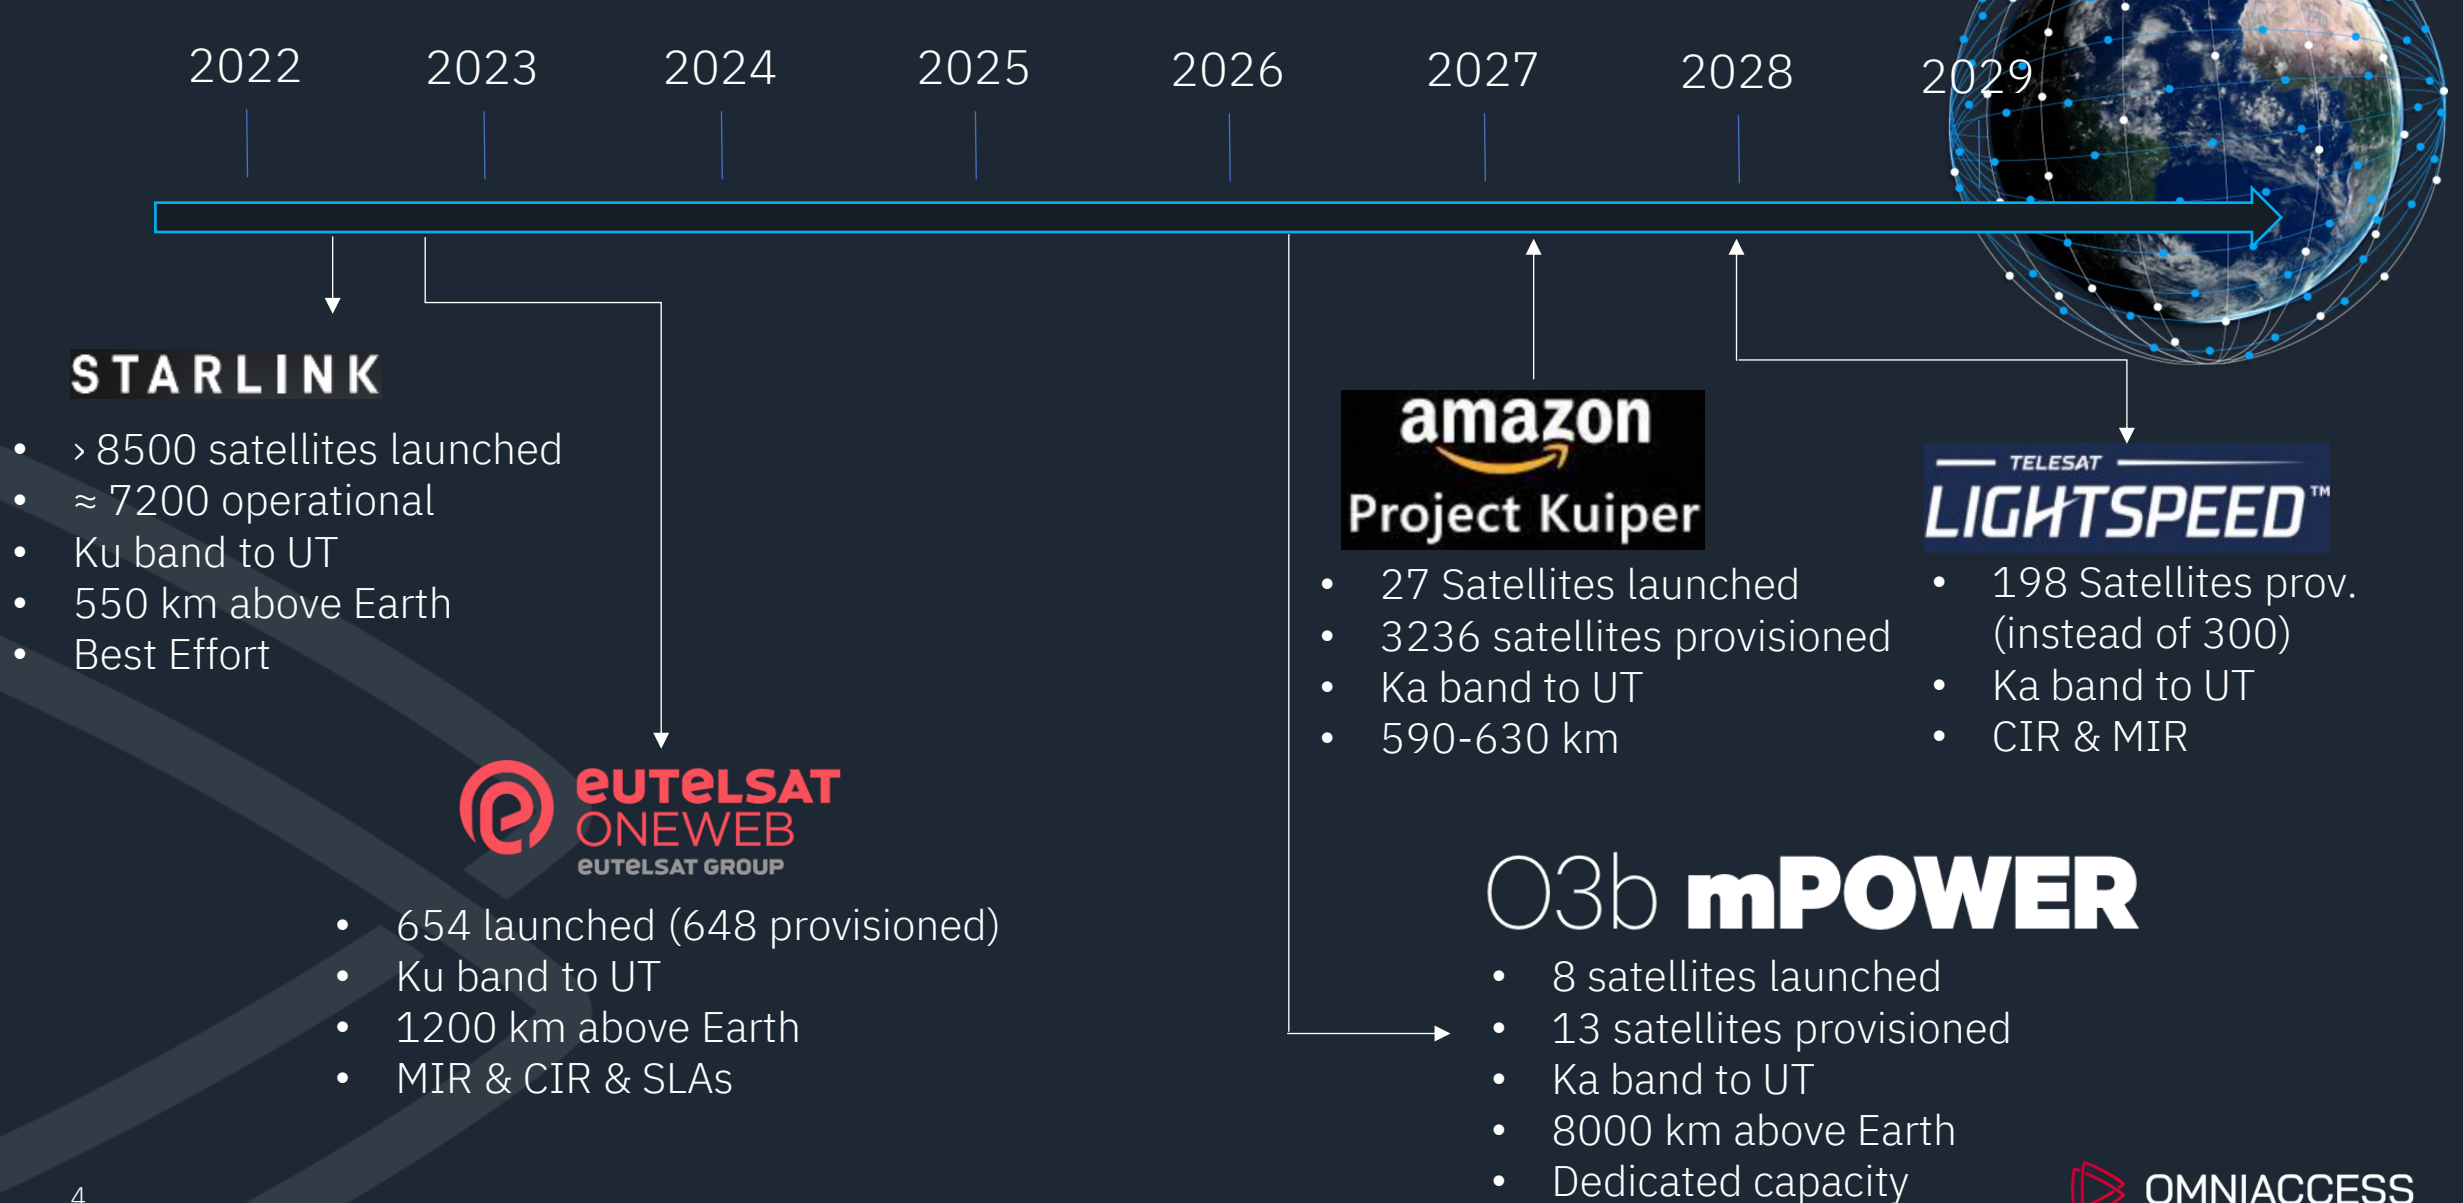 2022
2023
2024
2025
2026
2027
2028
2029
STARLINK
• › 8500 satellites launched
• ≈ 7200 operational
• Ku band to UT
• 550 km above Earth
• Best Effort
eUTeLSAT
ONEWEB
eUTeLSAT GROUP
• 654 launched (648 provisioned)
• Ku band to UT
• 1200 km above Earth
• MIR & CIR & SLAs
amazon
Project Kuiper
• 27 Satellites launched
• 3236 satellites provisioned
• Ka band to UT
• 590-630 km
TELESAT
LIGHTSPEED™
• 198 Satellites prov.
(instead of 300)
• Ka band to UT
• CIR & MIR
O3b mPOWER
• 8 satellites launched
• 13 satellites provisioned
• Ka band to UT
• 8000 km above Earth
• Dedicated capacity
4
OMNIACCESS